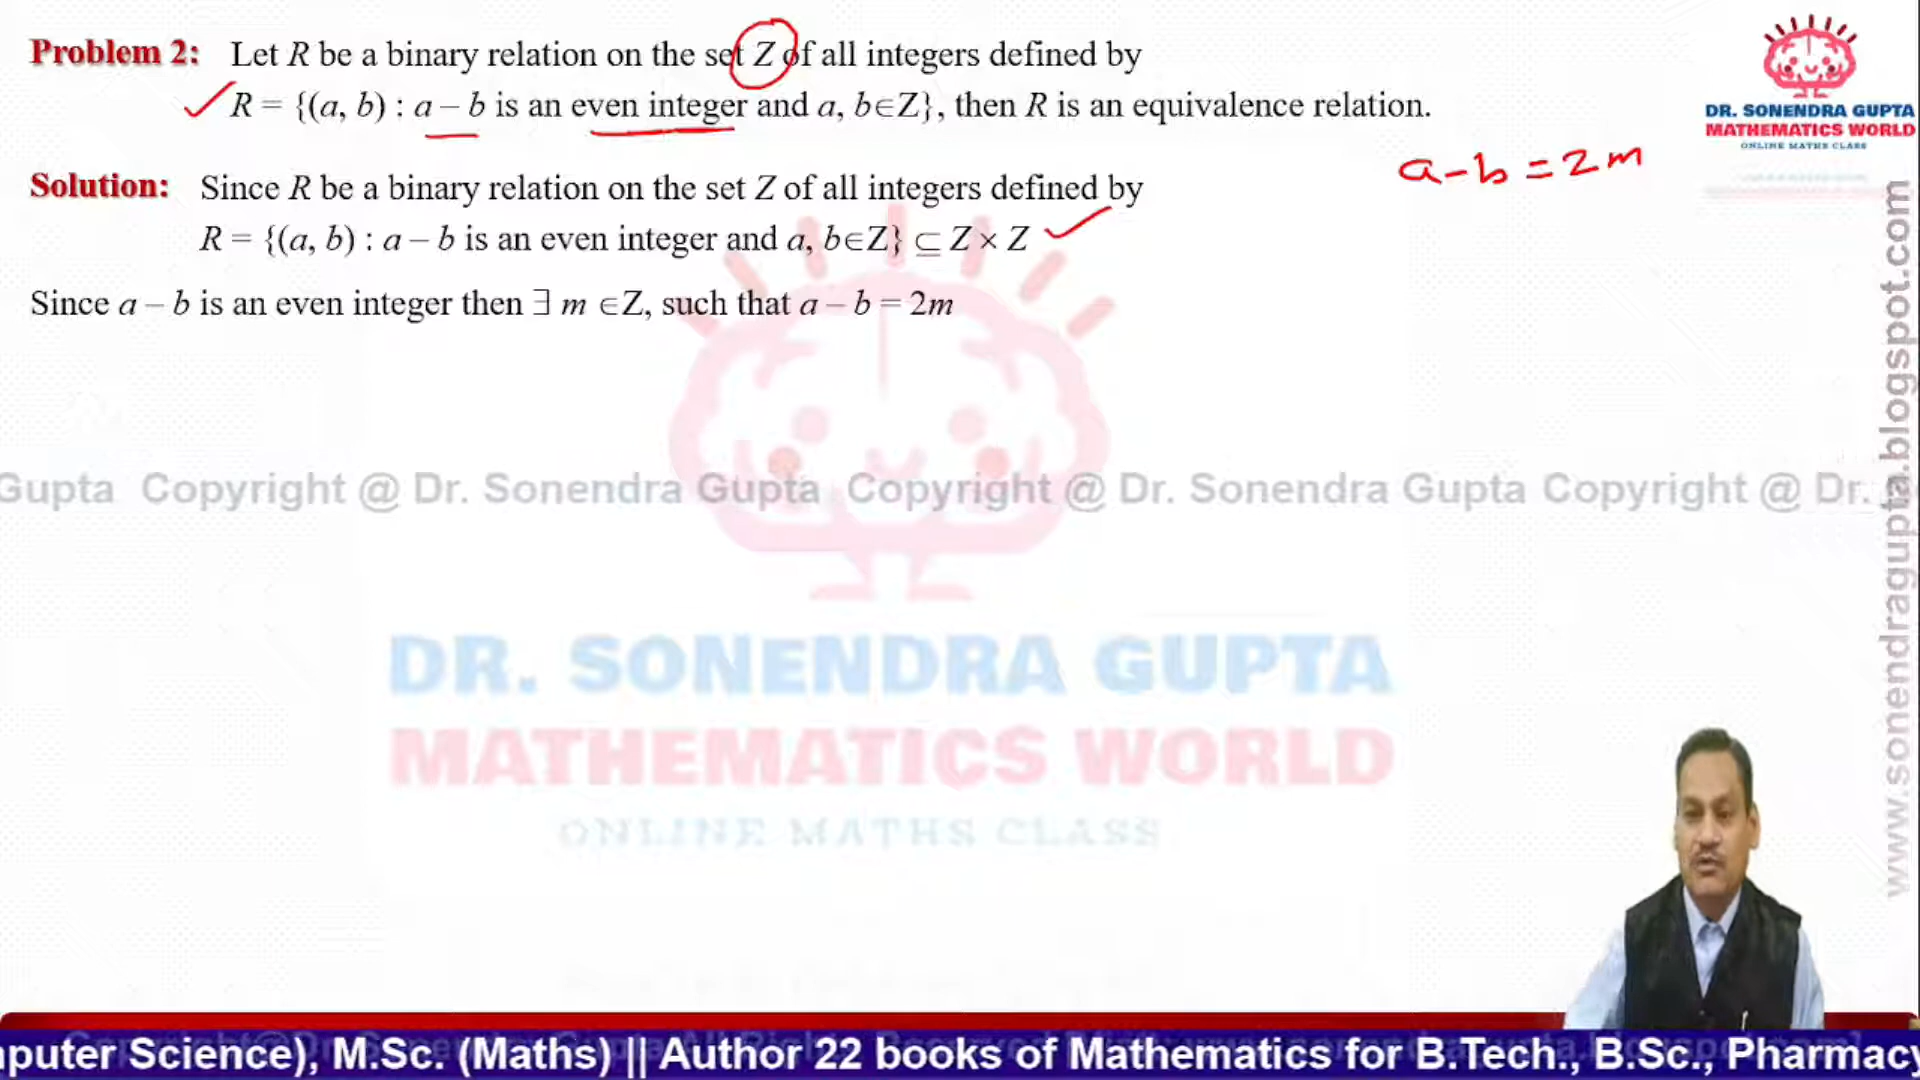 Problem 2: Let R be a binary relation on the set Z of all integers defined by
R = {(a, b) : a – b is an even integer and a, b∈Z}, then R is an equivalence relation.
DR. SONENDRA GUPTA
MATHEMATICS WORLD
ONLINE MATHS CLASS
a-b = 2m
Solution: Since R be a binary relation on the set Z of all integers defined by
R = {(a, b) : a – b is an even integer and a, b∈Z} ⊆ Z × Z
Since a – b is an even integer then ∃ m ∈Z, such that a – b = 2m
Gupta Copyright @ Dr. Sonendra Gupta Copyright @ Dr. Sonendra Gupta Copyright @ Dr.
www.sonendragupta.blogspot.com
DR. SONENDRA GUPTA
MATHEMATICS WORLD
ONLINE MATHS CLASS
puter Science), M.Sc. (Maths) || Author 22 books of Mathematics for B.Tech., B.Sc., Pharmacy